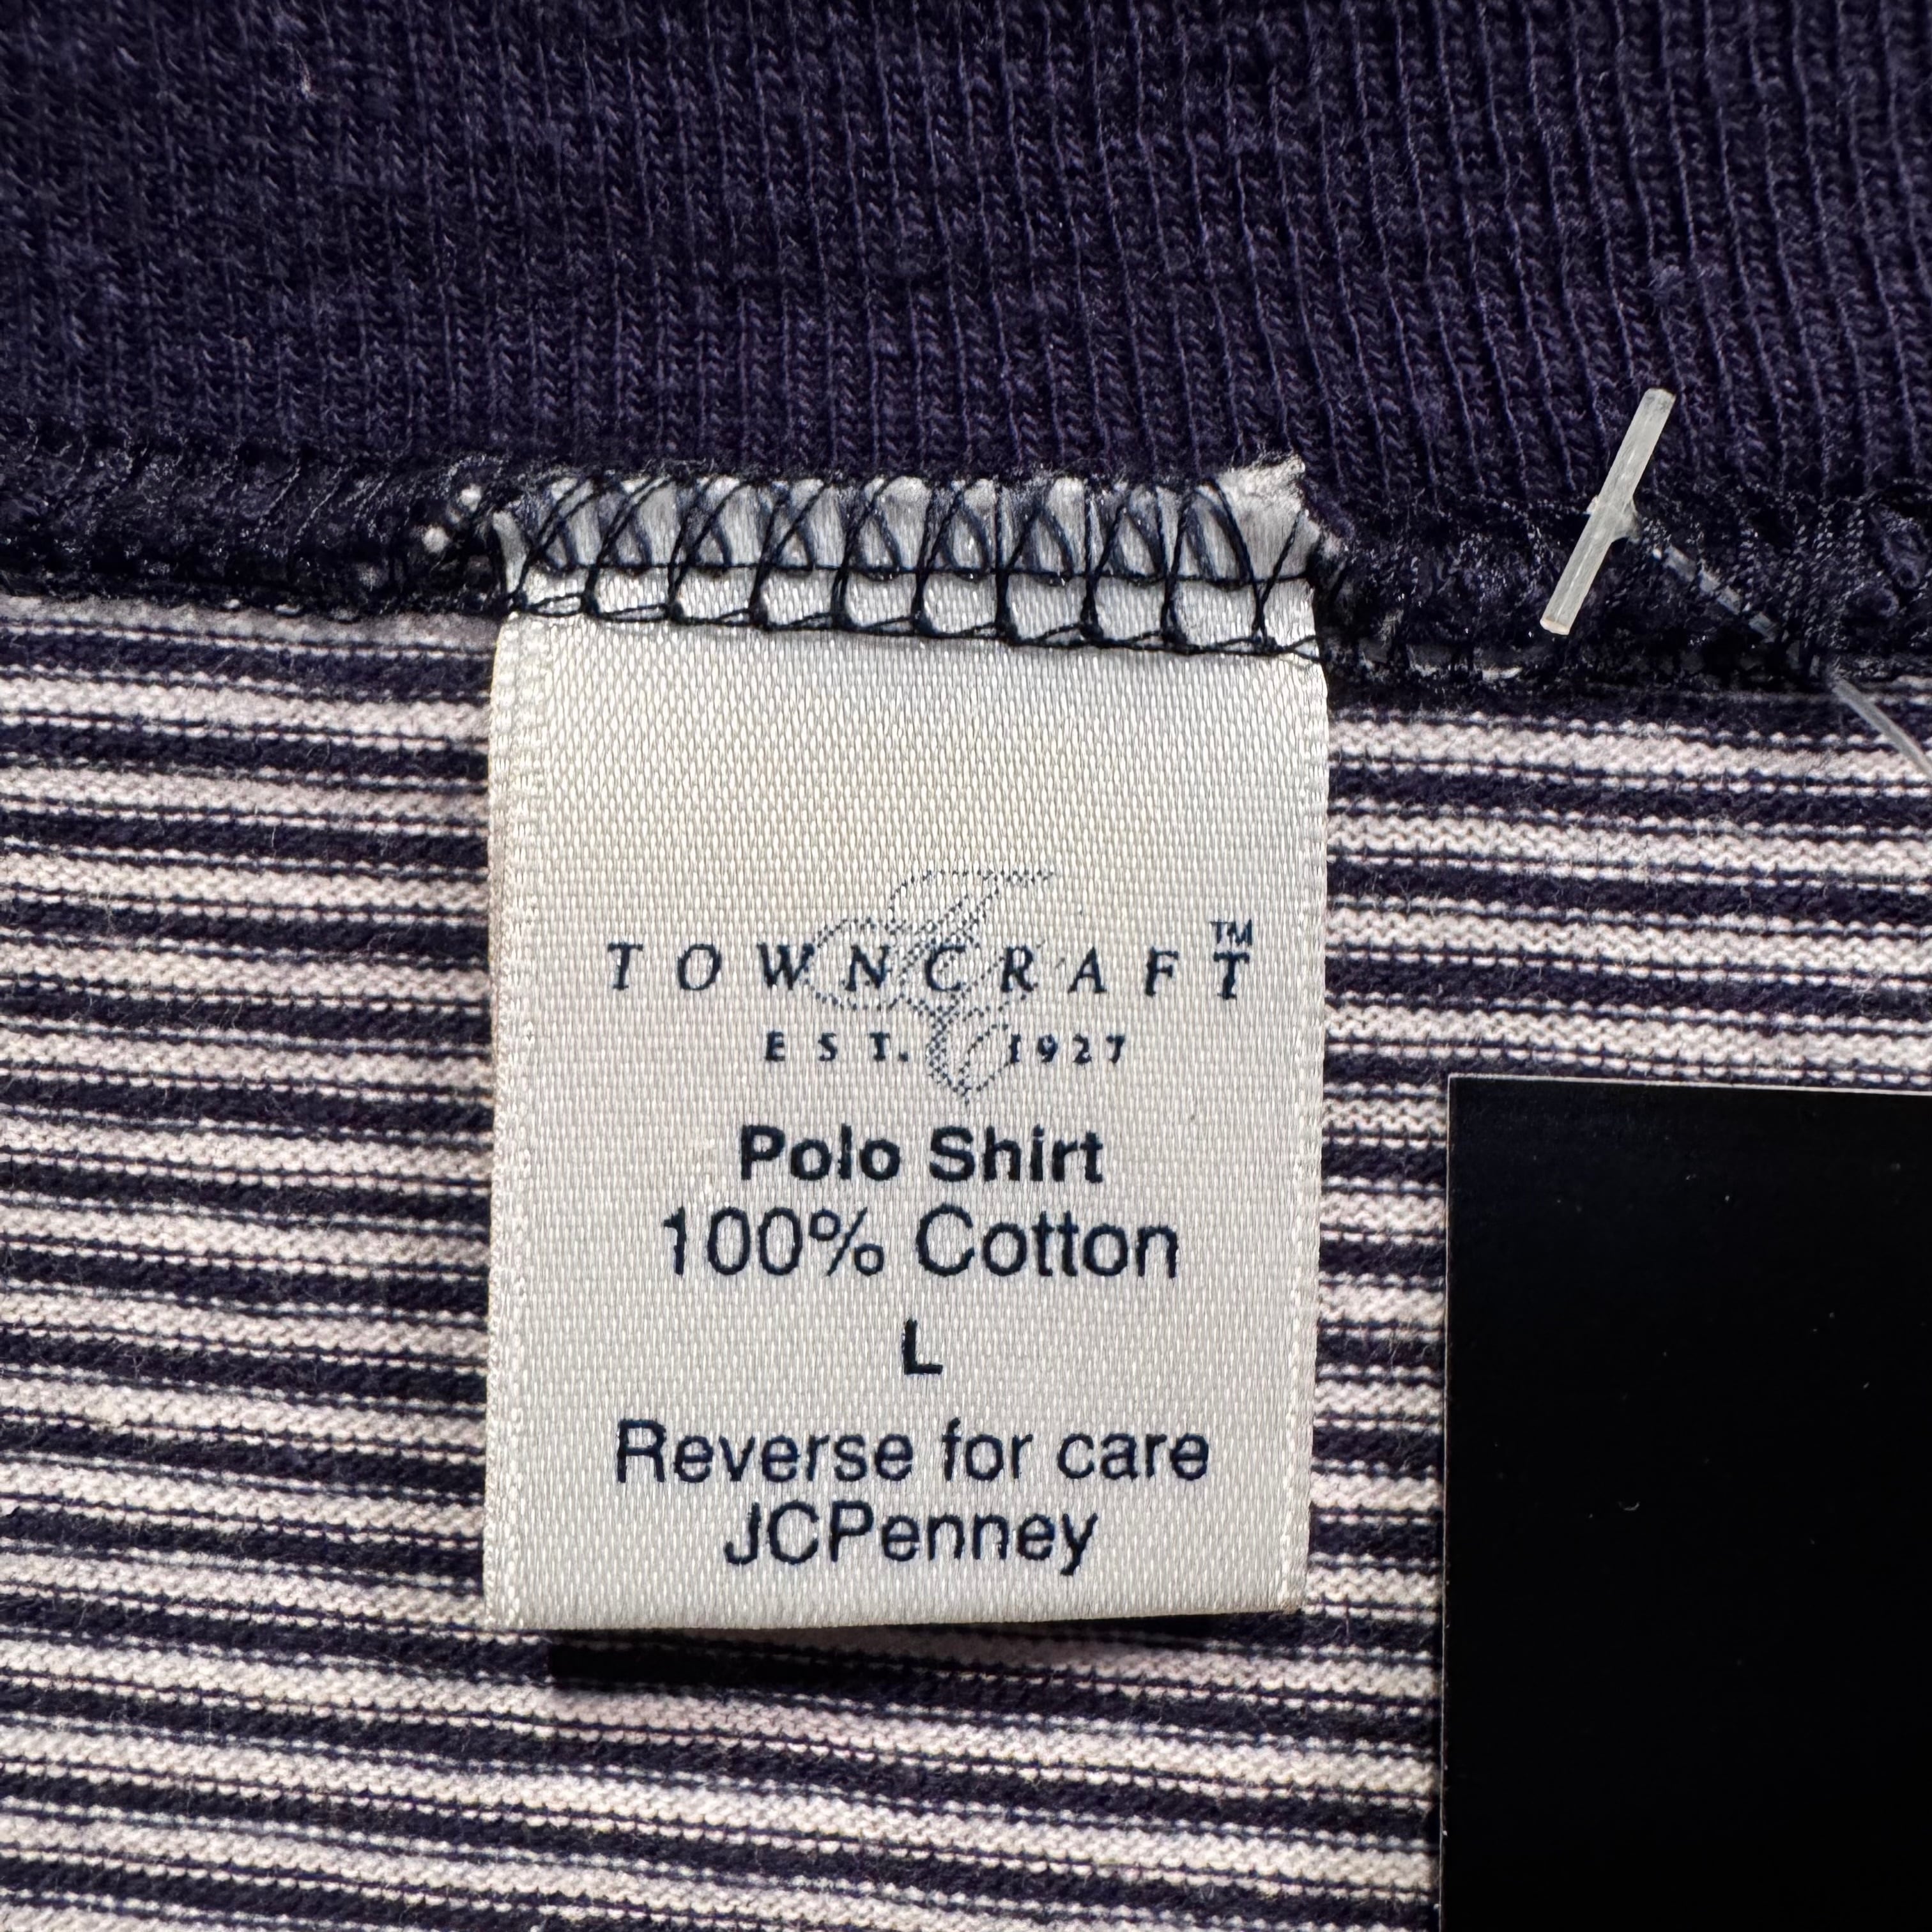 TOWNCRAFT™
EST. 1927
Polo Shirt
100% Cotton
L
Reverse for care
JCPenney